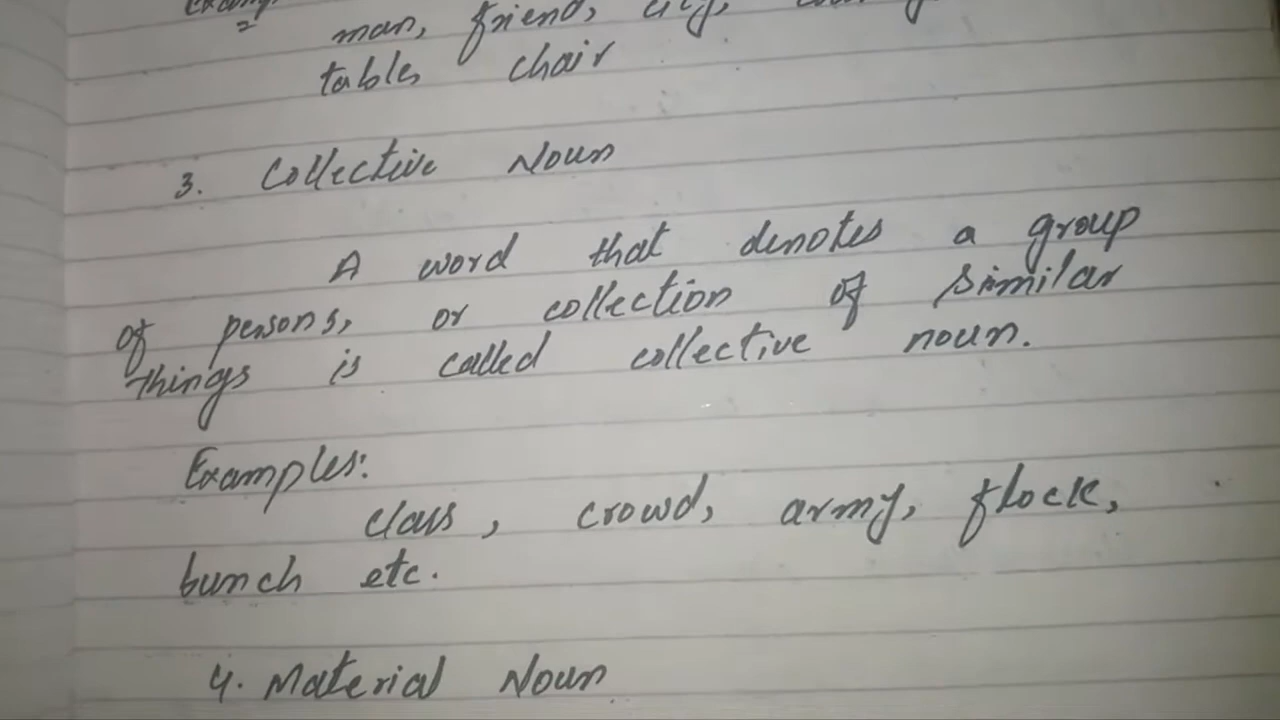 man, friend, city,
table, chair
3. Collective Noun
A word that denotes a group
of persons, or collection of similar
things is called collective noun.
Examples:
class, crowd, army, flock,
bunch etc.
4. Material Noun